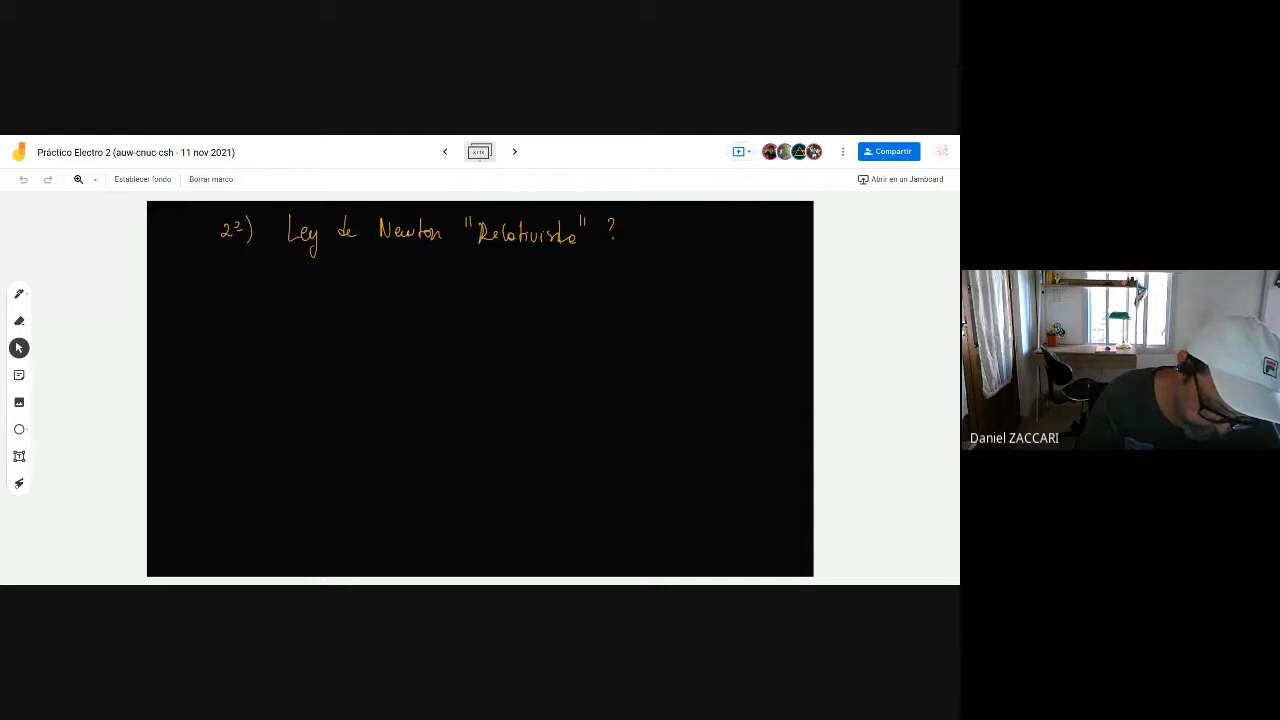 Práctico Electro 2 (auw-cnuc-csh - 11 nov 2021)
Compartir
Establecer fondo
Borrar marco
Abrir en un Jamboard
Ley de Newton "Relativista" ?
Daniel ZACCARI